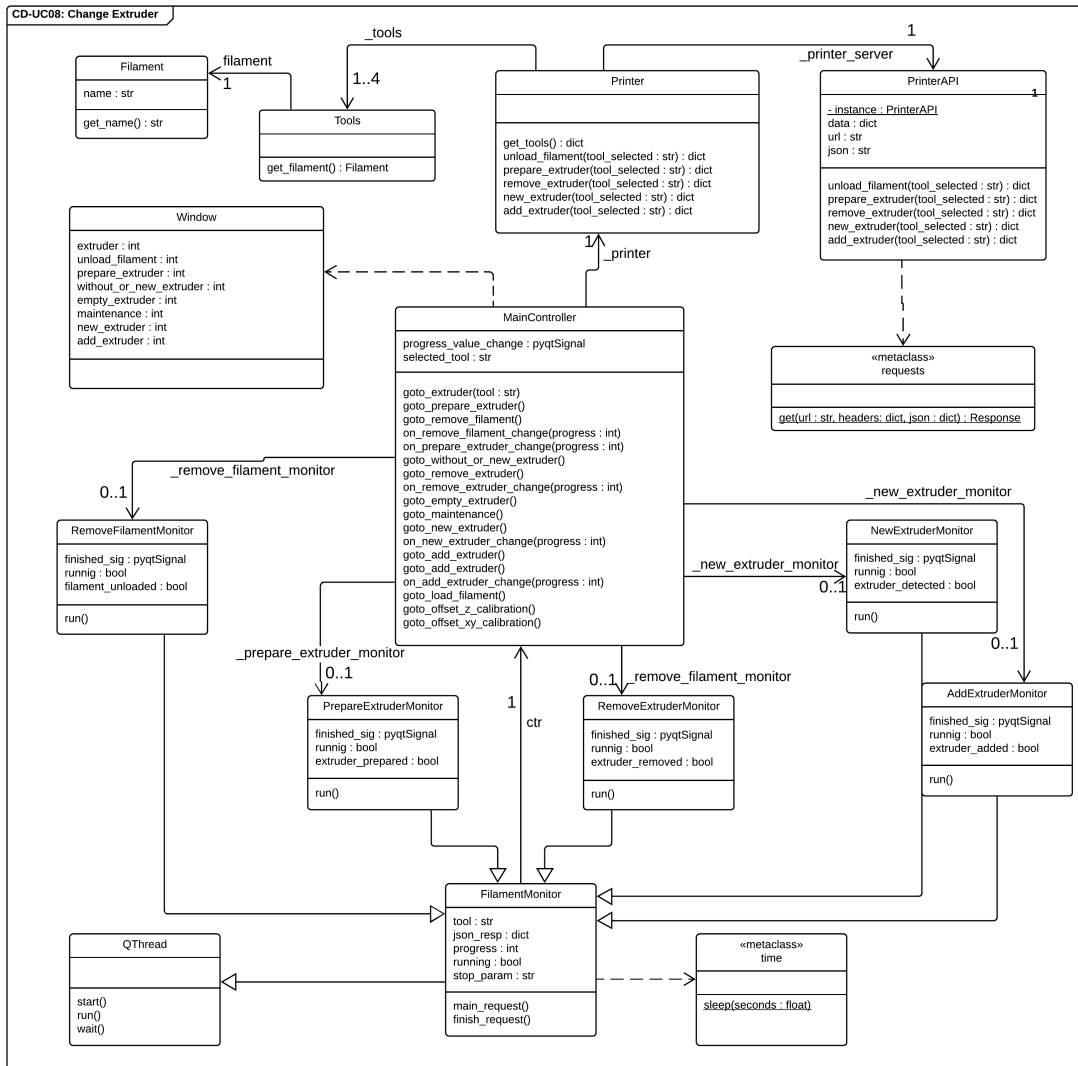 CD-UC08: Change Extruder
_tools
1
_printer_server
filament
1
1..4
Filament
name : str
get_name() : str
Tools
get_filament() : Filament
Printer
get_tools() : dict
unload_filament(tool_selected : str) : dict
prepare_extruder(tool_selected : str) : dict
remove_extruder(tool_selected : str) : dict
new_extruder(tool_selected : str) : dict
add_extruder(tool_selected : str) : dict
PrinterAPI
1
- instance : PrinterAPI
data : dict
url : str
json : str
unload_filament(tool_selected : str) : dict
prepare_extruder(tool_selected : str) : dict
remove_extruder(tool_selected : str) : dict
new_extruder(tool_selected : str) : dict
add_extruder(tool_selected : str) : dict
Window
extruder : int
unload_filament : int
prepare_extruder : int
without_or_new_extruder : int
empty_extruder : int
maintenance : int
new_extruder : int
add_extruder : int
1
_printer
MainController
progress_value_change : pyqtSignal
selected_tool : str
goto_extruder(tool : str)
goto_prepare_extruder()
goto_remove_filament()
on_remove_filament_change(progress : int)
on_prepare_extruder_change(progress : int)
goto_without_or_new_extruder()
goto_remove_extruder()
on_remove_extruder_change(progress : int)
goto_empty_extruder()
goto_maintenance()
goto_new_extruder()
on_new_extruder_change(progress : int)
goto_add_extruder()
goto_add_extruder()
on_add_extruder_change(progress : int)
goto_load_filament()
goto_offset_z_calibration()
goto_offset_xy_calibration()
«metaclass»
requests
get(url : str, headers: dict, json : dict) : Response
_remove_filament_monitor
0..1
RemoveFilamentMonitor
finished_sig : pyqtSignal
runnig : bool
filament_unloaded : bool
run()
_new_extruder_monitor
_new_extruder_monitor
0..1
NewExtruderMonitor
finished_sig : pyqtSignal
runnig : bool
extruder_detected : bool
run()
0..1
_prepare_extruder_monitor
0..1
PrepareExtruderMonitor
finished_sig : pyqtSignal
runnig : bool
extruder_prepared : bool
run()
1
ctr
0..1
_remove_filament_monitor
RemoveExtruderMonitor
finished_sig : pyqtSignal
runnig : bool
extruder_removed : bool
run()
AddExtruderMonitor
finished_sig : pyqtSignal
runnig : bool
extruder_added : bool
run()
FilamentMonitor
tool : str
json_resp : dict
progress : int
running : bool
stop_param : str
main_request()
finish_request()
QThread
start()
run()
wait()
«metaclass»
time
sleep(seconds : float)